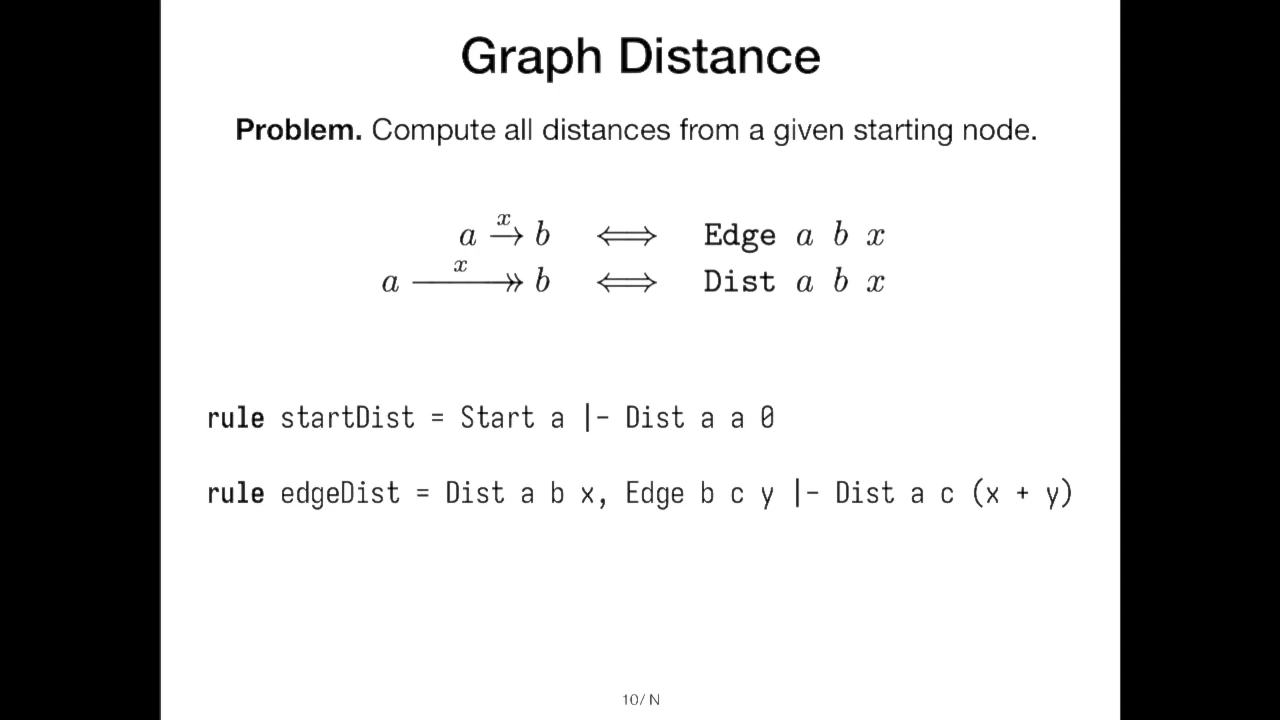 Graph Distance
Problem. Compute all distances from a given starting node.
a →ˣ b ⟺ Edge a b x
a ↠ˣ b ⟺ Dist a b x
rule startDist = Start a |- Dist a a 0
rule edgeDist = Dist a b x, Edge b c y |- Dist a c (x + y)
10/ N